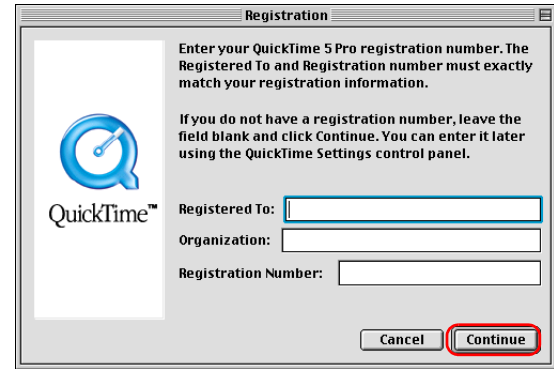 Registration
Enter your QuickTime 5 Pro registration number. The
Registered To and Registration number must exactly
match your registration information.
If you do not have a registration number, leave the
field blank and click Continue. You can enter it later
using the QuickTime Settings control panel.
QuickTime™
Registered To:
Organization:
Registration Number:
Cancel
Continue